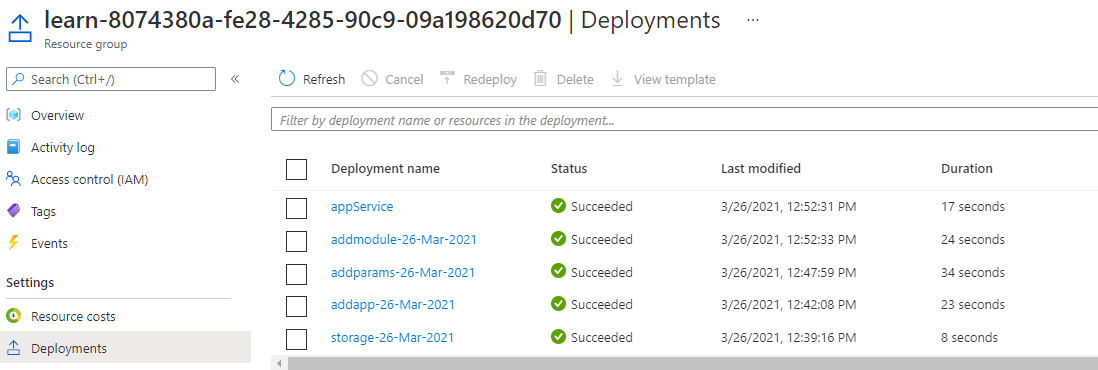 learn-8074380a-fe28-4285-90c9-09a198620d70 | Deployments ...
Resource group
Search (Ctrl+/) «
Refresh Cancel Redeploy Delete View template
Overview
Filter by deployment name or resources in the deployment...
Activity log
Access control (IAM)
Tags
Events
Settings
Resource costs
Deployments
Deployment name Status Last modified Duration
appService Succeeded 3/26/2021, 12:52:31 PM 17 seconds
addmodule-26-Mar-2021 Succeeded 3/26/2021, 12:52:33 PM 24 seconds
addparams-26-Mar-2021 Succeeded 3/26/2021, 12:47:59 PM 34 seconds
addapp-26-Mar-2021 Succeeded 3/26/2021, 12:42:08 PM 23 seconds
storage-26-Mar-2021 Succeeded 3/26/2021, 12:39:16 PM 8 seconds